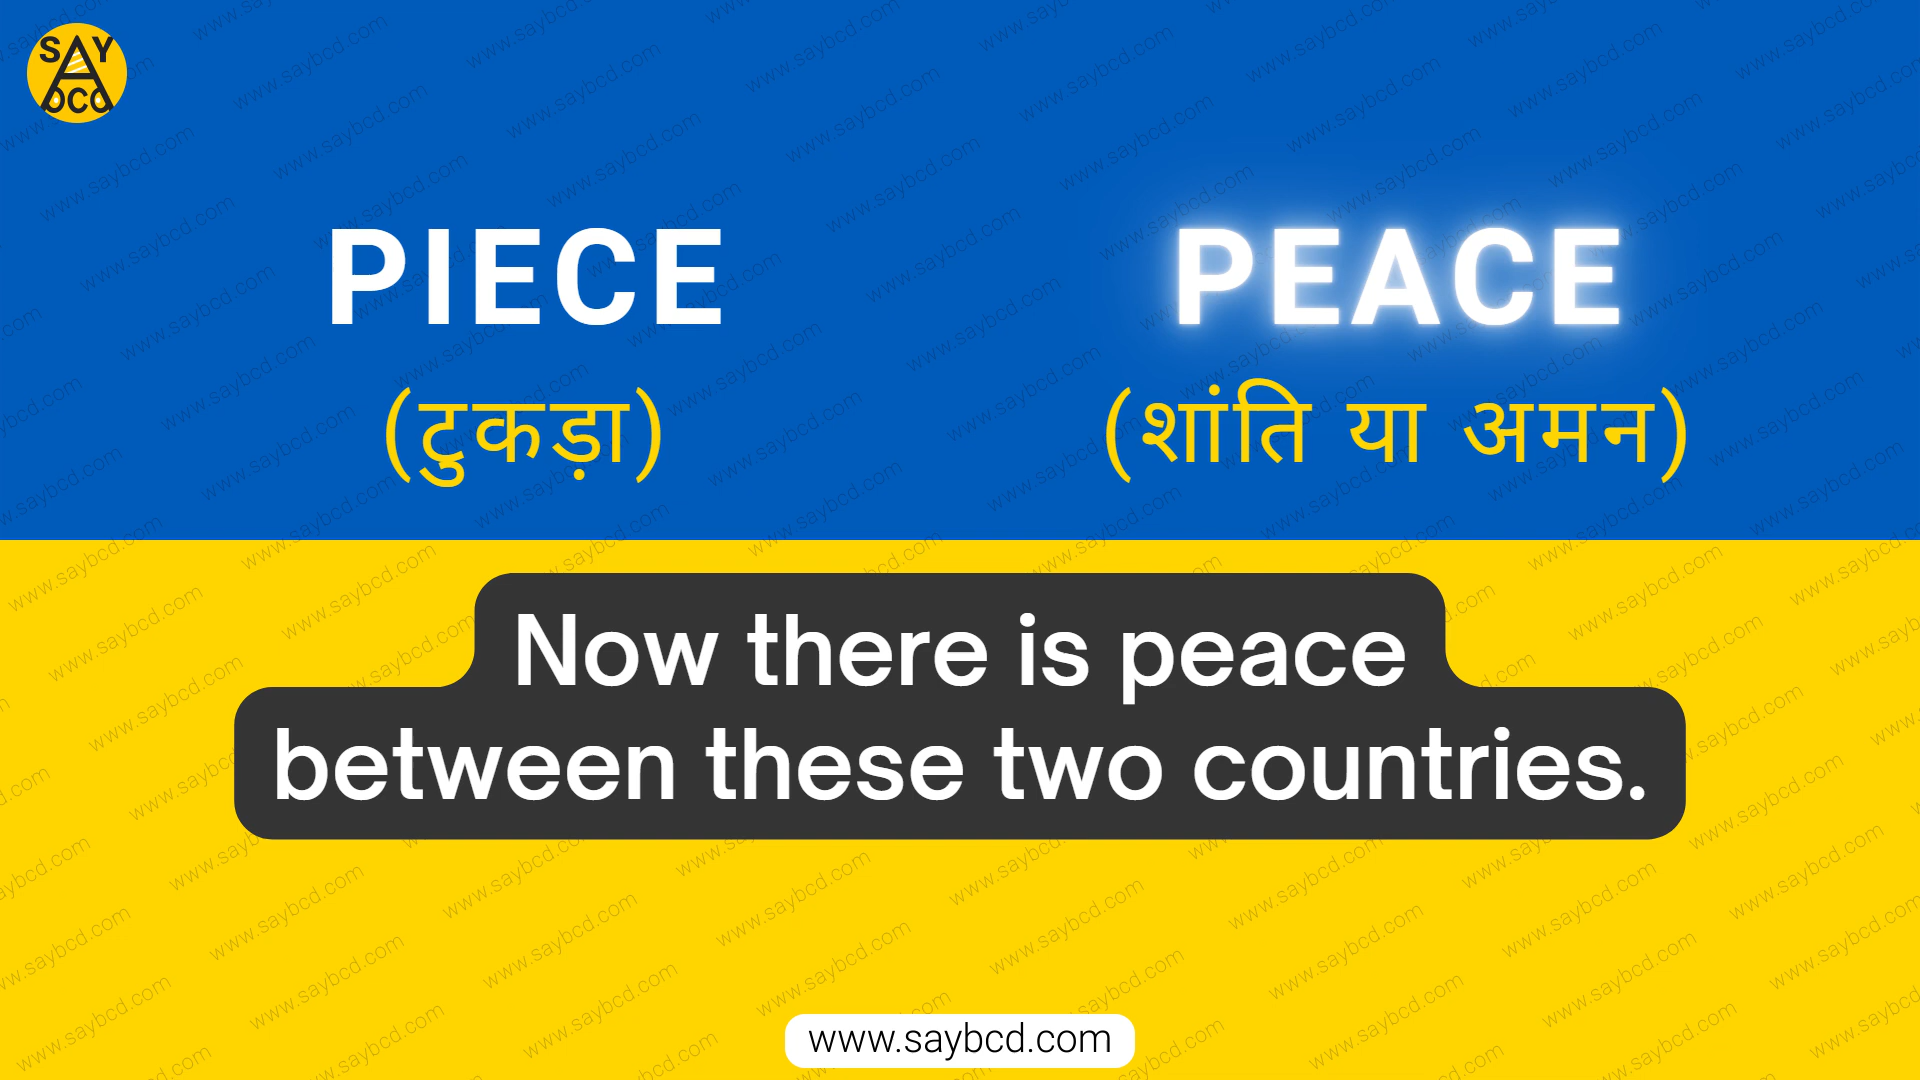 SAY
BCD
PIECE
PEACE
(टुकड़ा)
(शांति या अमन)
Now there is peace
between these two countries.
www.saybcd.com